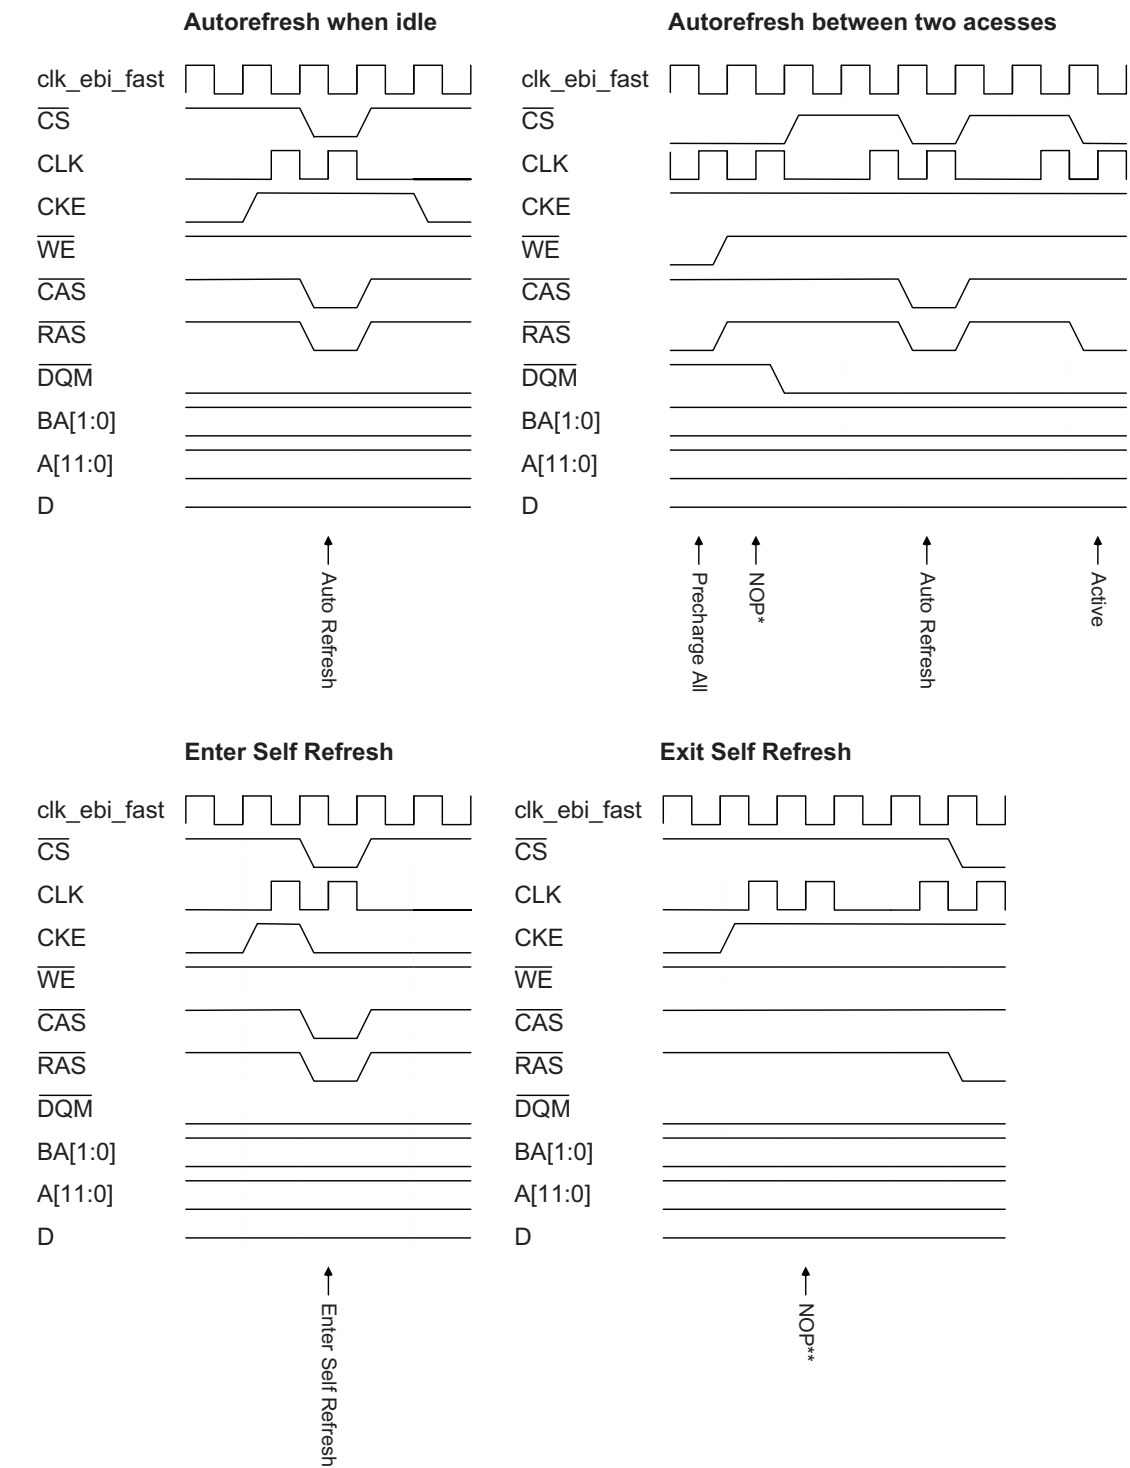 Autorefresh when idle
clk_ebi_fast
CS
CLK
CKE
WE
CAS
RAS
DQM
BA[1:0]
A[11:0]
D
Auto Refresh
Autorefresh between two acesses
clk_ebi_fast
CS
CLK
CKE
WE
CAS
RAS
DQM
BA[1:0]
A[11:0]
D
Precharge All
NOP*
Auto Refresh
Active
Enter Self Refresh
clk_ebi_fast
CS
CLK
CKE
WE
CAS
RAS
DQM
BA[1:0]
A[11:0]
D
Enter Self Refresh
Exit Self Refresh
clk_ebi_fast
CS
CLK
CKE
WE
CAS
RAS
DQM
BA[1:0]
A[11:0]
D
NOP**